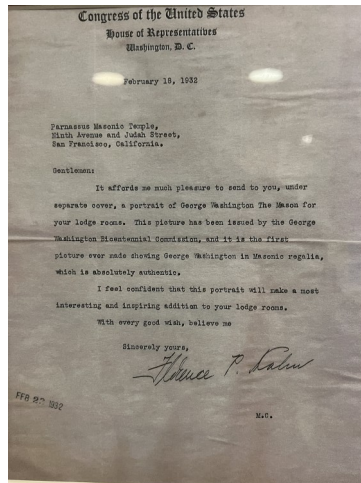 Congress of the United States
House of Representatives
Washington, D. C.
February 18, 1932
Parnassus Masonic Temple,
Ninth Avenue and Judah Street,
San Francisco, California.
Gentlemen:
It affords me much pleasure to send to you, under
separate cover, a portrait of George Washington The Mason for
your lodge rooms. This picture has been issued by the George
Washington Bicentennial Commission, and it is the first
picture ever made showing George Washington in Masonic regalia,
which is absolutely authentic.
I feel confident that this portrait will make a most
interesting and inspiring addition to your lodge rooms.
With every good wish, believe me
Sincerely yours,
Florence P. Kahn
M.C.
FEB 1932